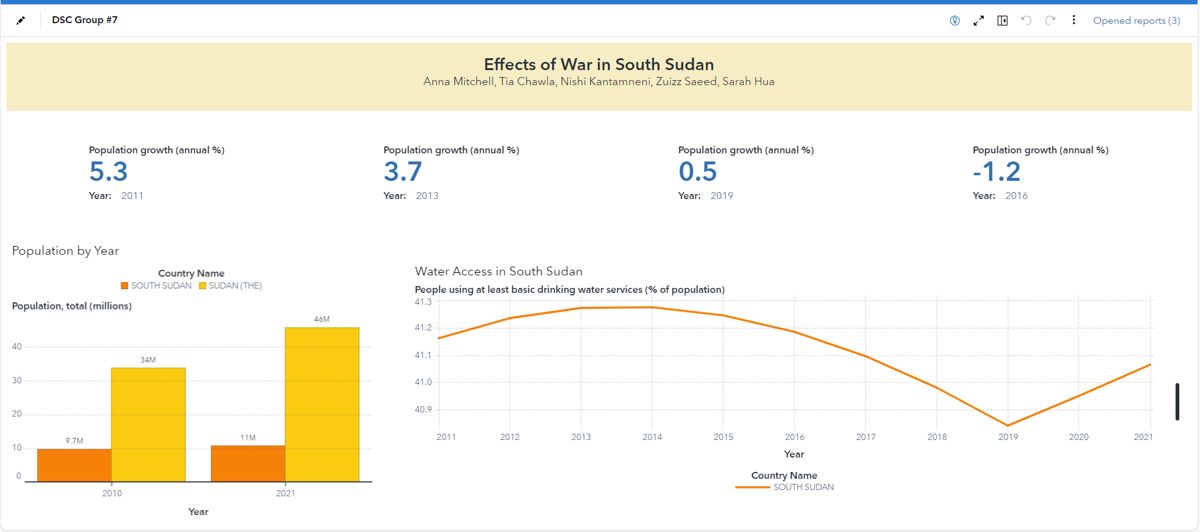 DSC Group #7
Opened reports (3)
Effects of War in South Sudan
Anna Mitchell, Tia Chawla, Nishi Kantamneni, Zuizz Saeed, Sarah Hua
Population growth (annual %)
5.3
Year: 2011
Population growth (annual %)
3.7
Year: 2013
Population growth (annual %)
0.5
Year: 2019
Population growth (annual %)
-1.2
Year: 2016
Population by Year
Country Name
SOUTH SUDAN SUDAN (THE)
Population, total (millions)
46M
40
34M
30
20
9.7M
11M
10
0
2010 2021
Year
Water Access in South Sudan
People using at least basic drinking water services (% of population)
41.3
41.2
41.1
41.0
40.9
2011 2012 2013 2014 2015 2016 2017 2018 2019 2020 2021
Year
Country Name
SOUTH SUDAN